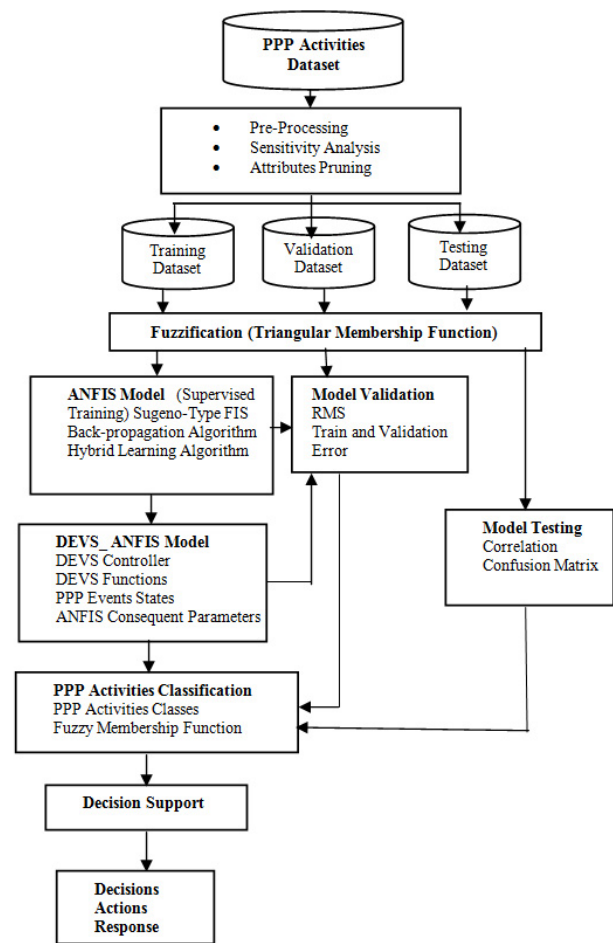 PPP Activities
Dataset
• Pre-Processing
• Sensitivity Analysis
• Attributes Pruning
Training
Dataset
Validation
Dataset
Testing
Dataset
Fuzzification (Triangular Membership Function)
ANFIS Model (Supervised
Training) Sugeno-Type FIS
Back-propagation Algorithm
Hybrid Learning Algorithm
Model Validation
RMS
Train and Validation
Error
DEVS_ ANFIS Model
DEVS Controller
DEVS Functions
PPP Events States
ANFIS Consequent Parameters
Model Testing
Correlation
Confusion Matrix
PPP Activities Classification
PPP Activities Classes
Fuzzy Membership Function
Decision Support
Decisions
Actions
Response